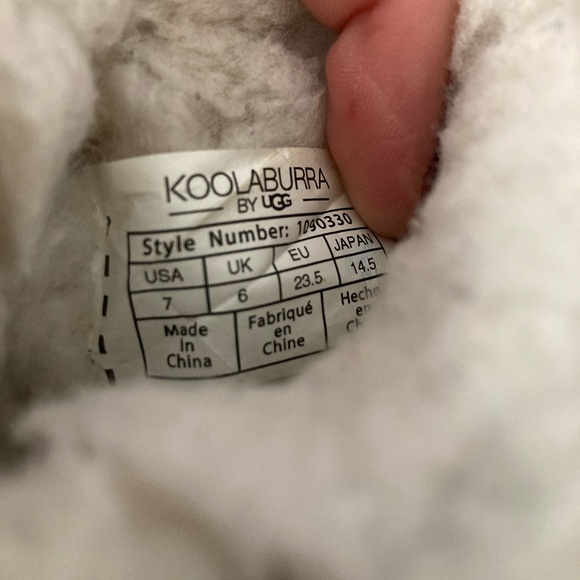 KOOLABURRA
BY UGG
Style Number: 1090330
USA UK EU JAPAN
7 6 23.5 14.5
Made Fabriqué Hecho
in en en
China Chine